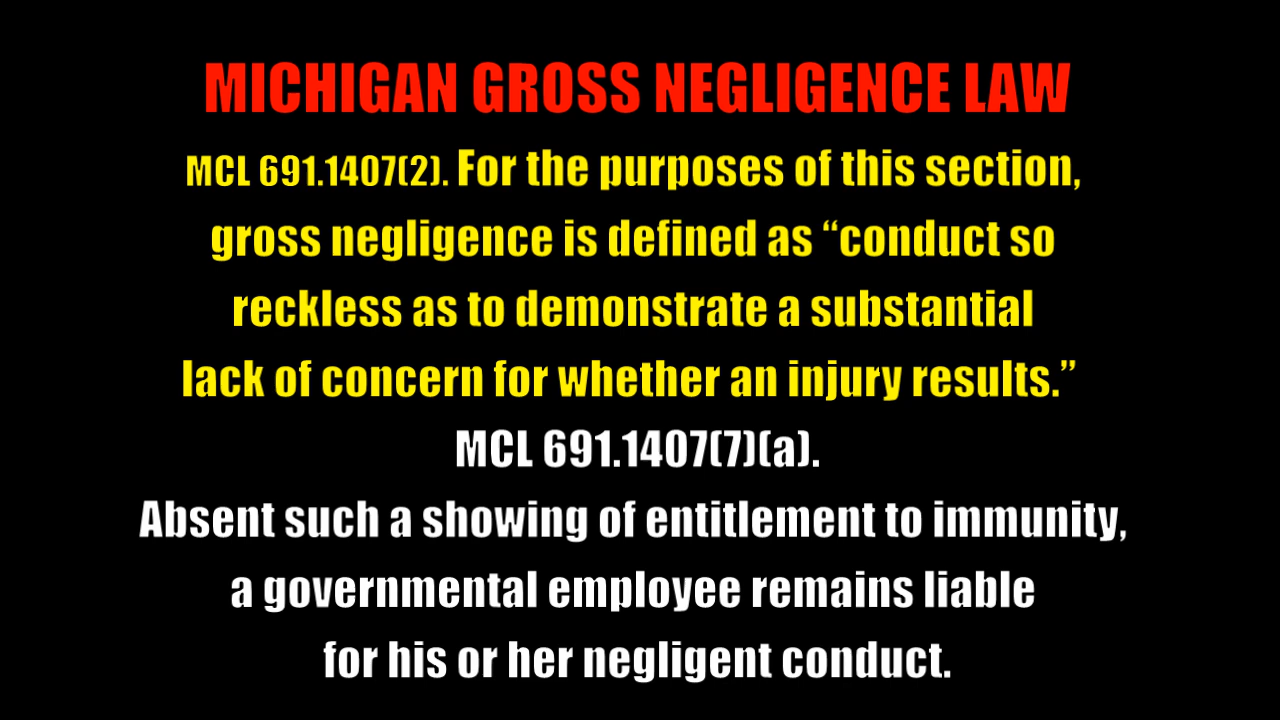 MICHIGAN GROSS NEGLIGENCE LAW
MCL 691.1407(2). For the purposes of this section,
gross negligence is defined as “conduct so
reckless as to demonstrate a substantial
lack of concern for whether an injury results.”
MCL 691.1407(7)(a).
Absent such a showing of entitlement to immunity,
a governmental employee remains liable
for his or her negligent conduct.